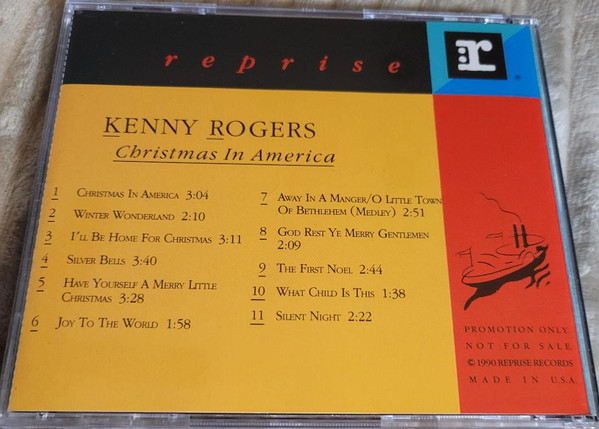 reprise
:r
®
KENNY ROGERS
Christmas In America
1 CHRISTMAS IN AMERICA 3:04
2 WINTER WONDERLAND 2:10
3 I'LL BE HOME FOR CHRISTMAS 3:11
4 SILVER BELLS 3:40
5 HAVE YOURSELF A MERRY LITTLE
CHRISTMAS 3:28
6 JOY TO THE WORLD 1:58
7 AWAY IN A MANGER/O LITTLE TOWN
OF BETHLEHEM (MEDLEY) 2:51
8 GOD REST YE MERRY GENTLEMEN
2:09
9 THE FIRST NOEL 2:44
10 WHAT CHILD IS THIS 1:38
11 SILENT NIGHT 2:22
PROMOTION ONLY.
NOT FOR SALE.
© 1990 REPRISE RECORDS
MADE IN U.S.A.